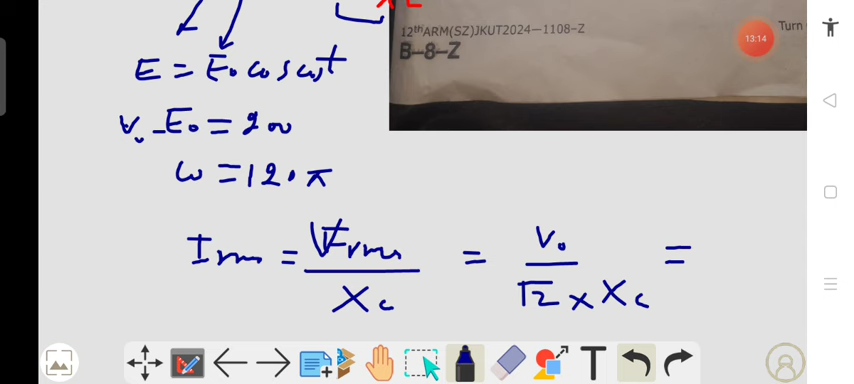 12thARM(SZ)JKUT2024—1108–Z
Turn
13:14
B–8–Z
E = E₀ cos ωt
V₀ – E₀ = 200
ω = 120π
Irms = Vrms / Xc = V₀ / √2 × Xc =
T